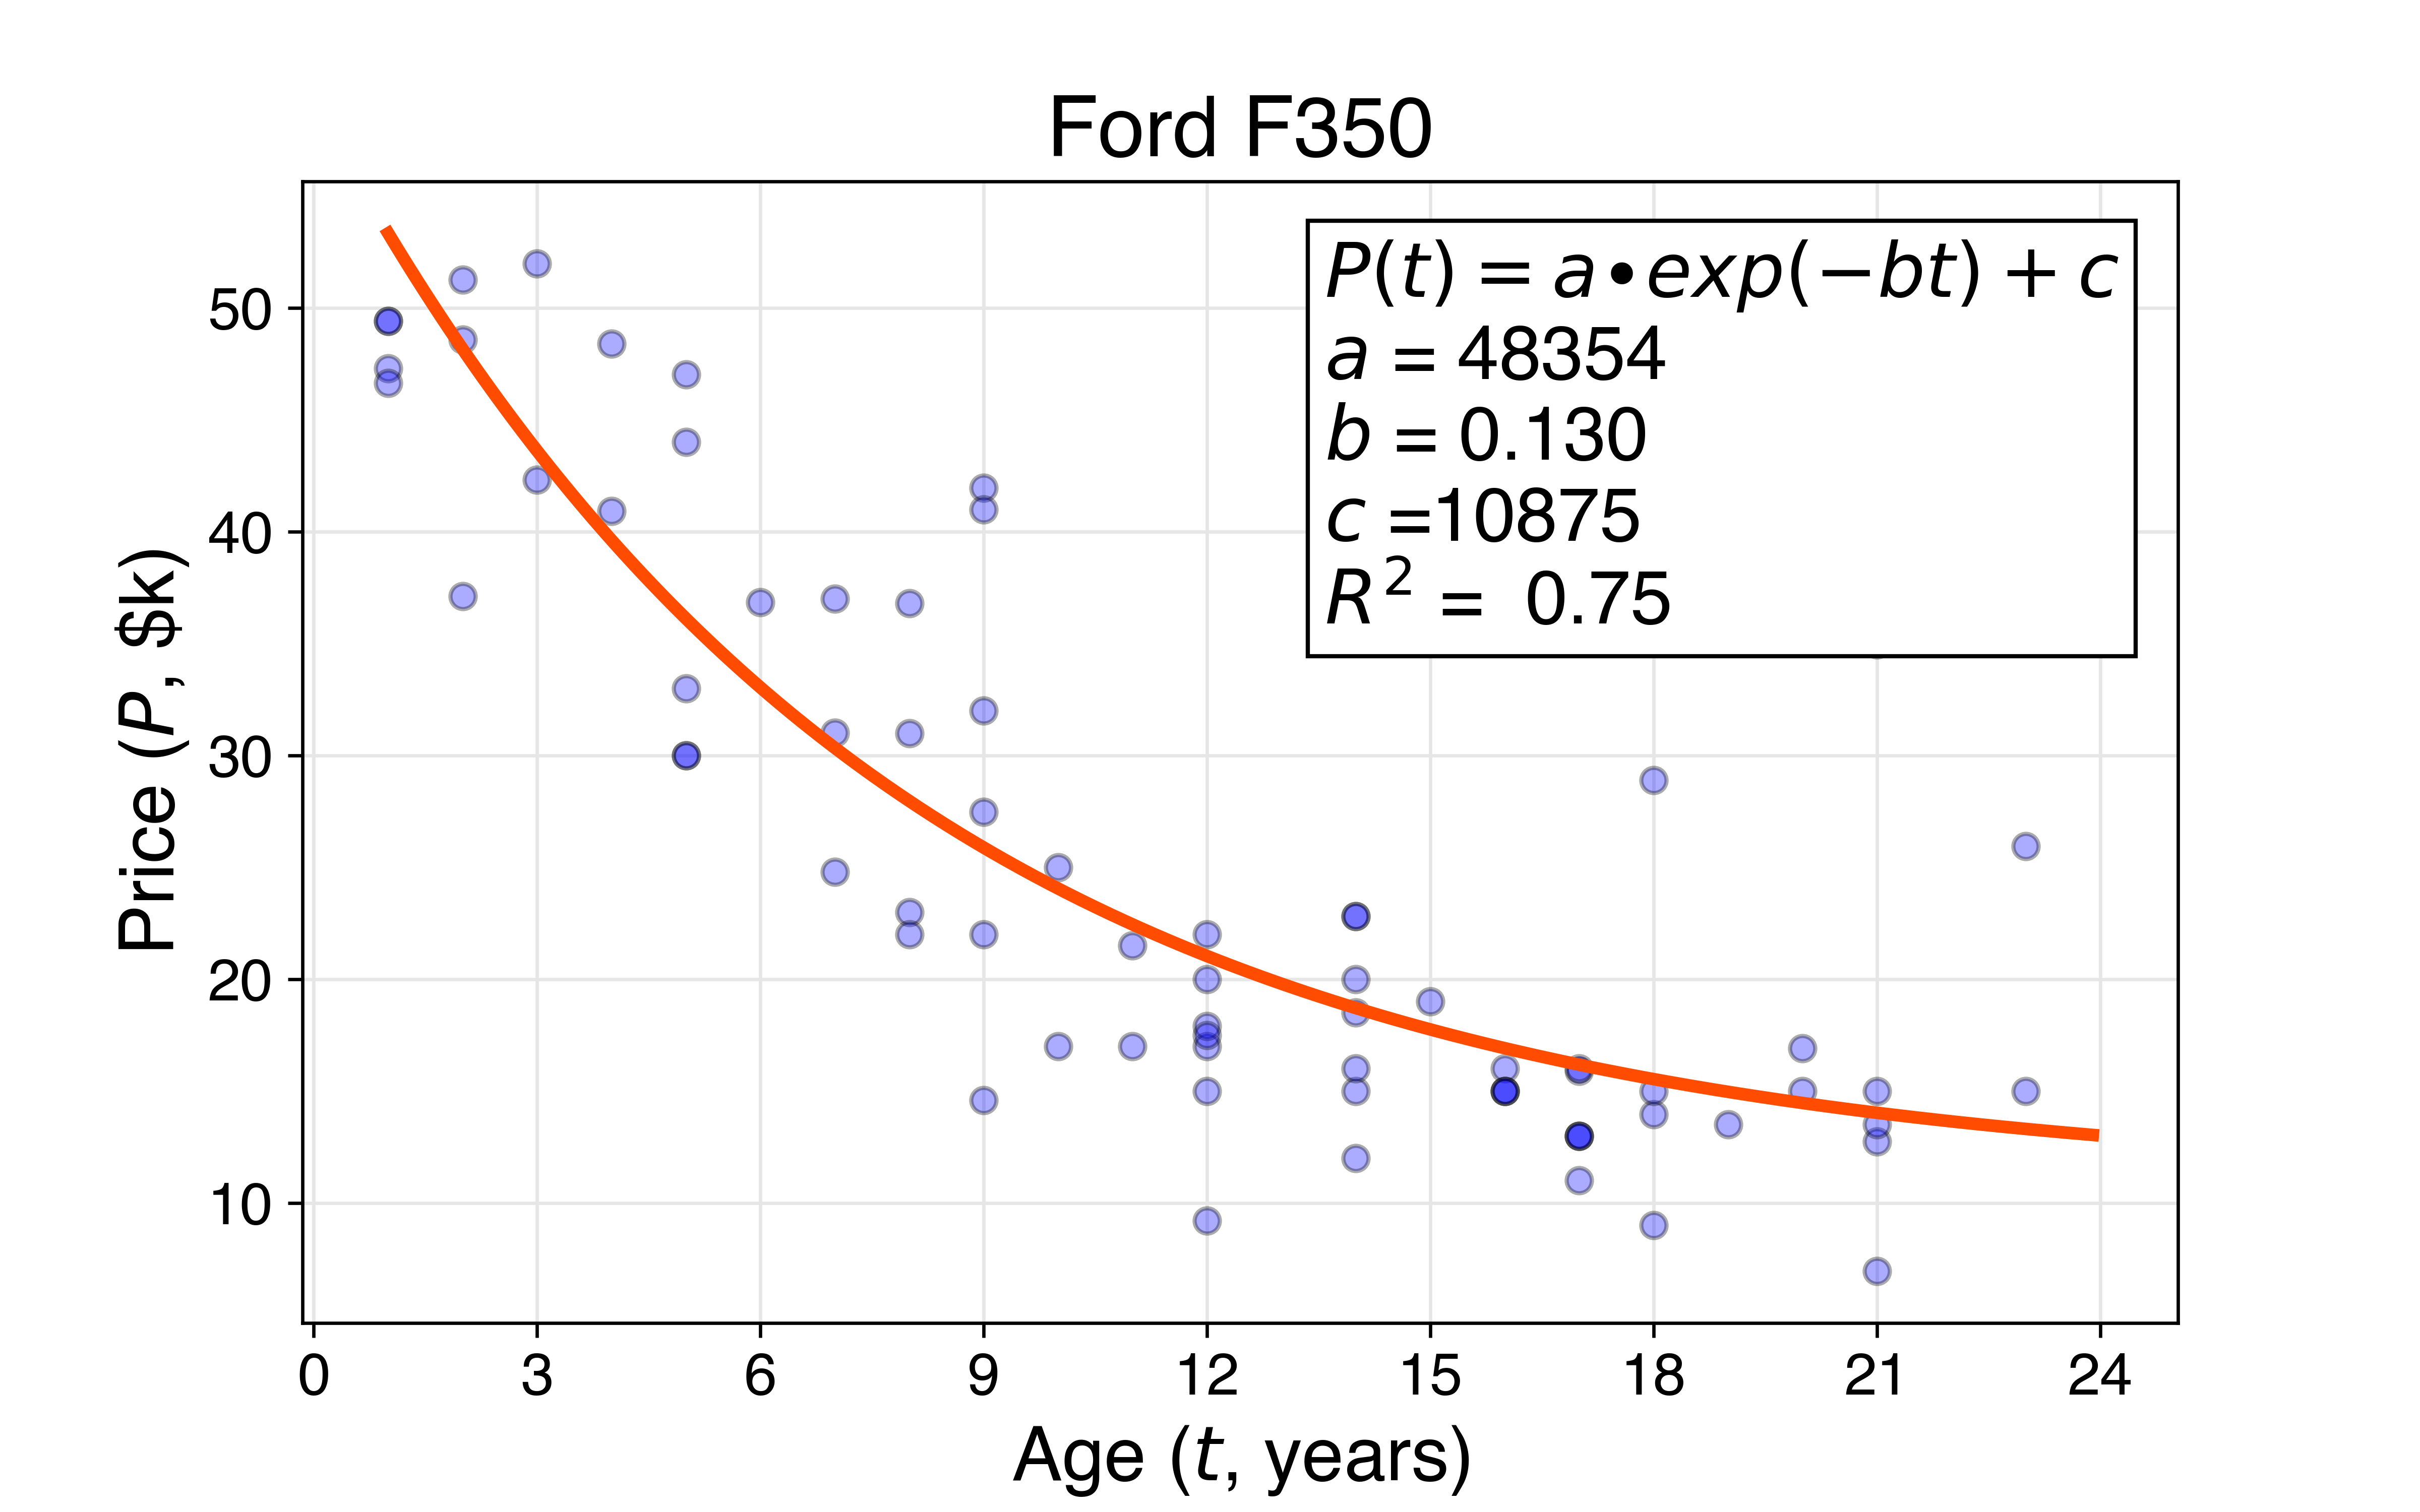 Ford F350
P(t) = a•exp(−bt) + c
a = 48354
b = 0.130
c =10875
R² = 0.75
Price (P, $k)
50
40
30
20
10
0 3 6 9 12 15 18 21 24
Age (t, years)